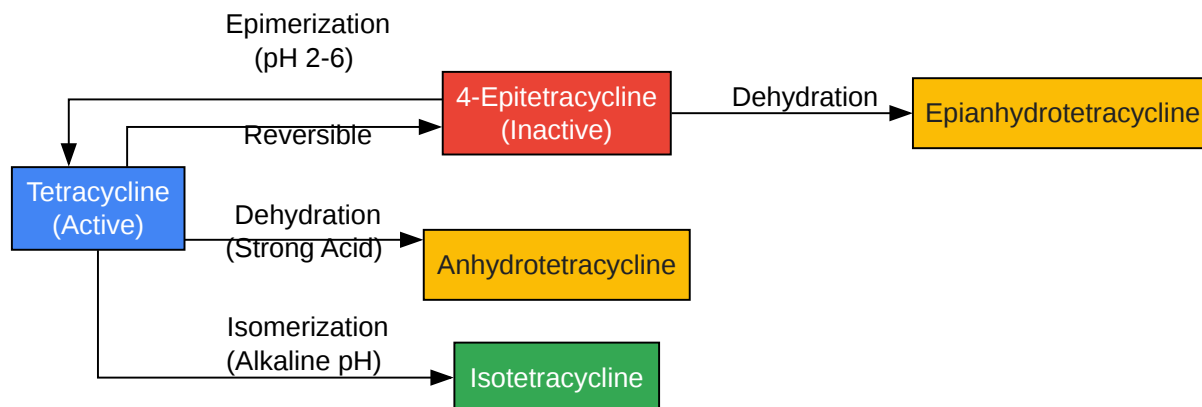 Epimerization
(pH 2-6)
4-Epitetracycline
(Inactive)
Dehydration
Epianhydrotetracycline
Reversible
Tetracycline
(Active)
Dehydration
(Strong Acid)
Anhydrotetracycline
Isomerization
(Alkaline pH)
Isotetracycline